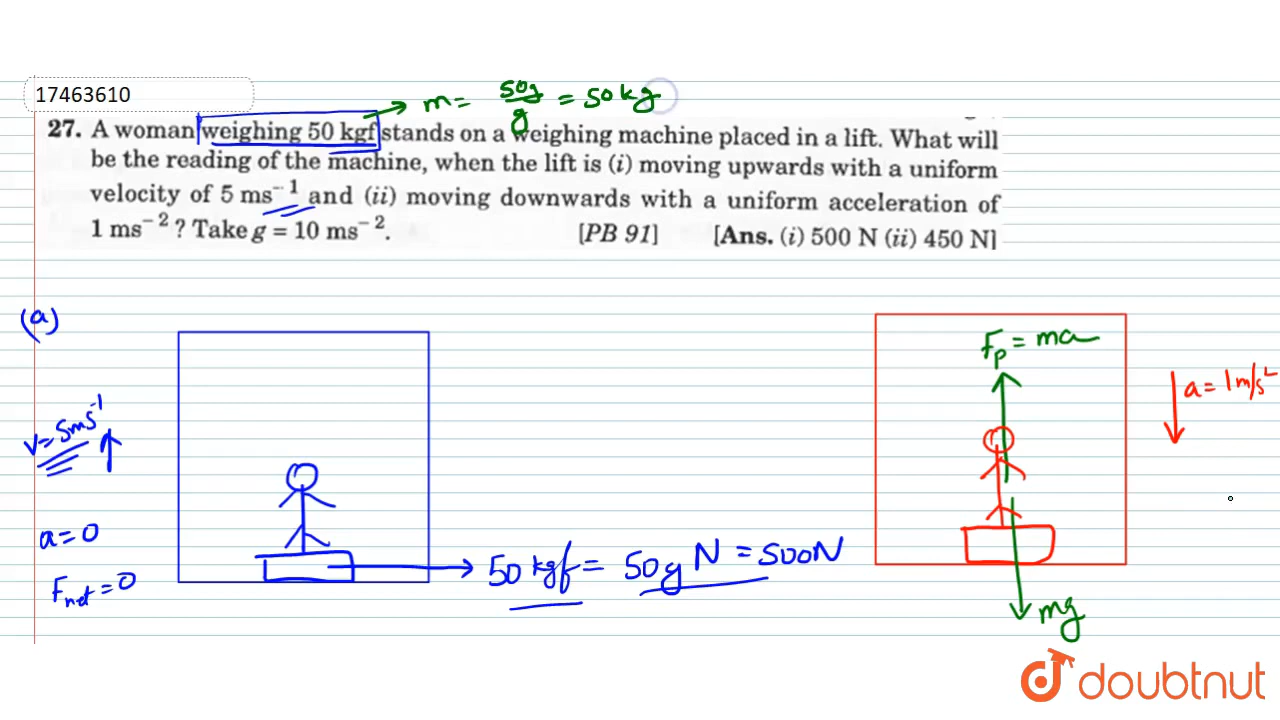 17463610
m = 50g/g = 50 kg
27. A woman weighing 50 kgf stands on a weighing machine placed in a lift. What will
be the reading of the machine, when the lift is (i) moving upwards with a uniform
velocity of 5 ms⁻¹ and (ii) moving downwards with a uniform acceleration of
1 ms⁻² ? Take g = 10 ms⁻². [PB 91] [Ans. (i) 500 N (ii) 450 N]
(a)
Fp = ma
a = 1 m/s²
v = 5ms⁻¹
a = 0
50 kgf = 50g N = 500N
Fnet = 0
mg
doubtnut